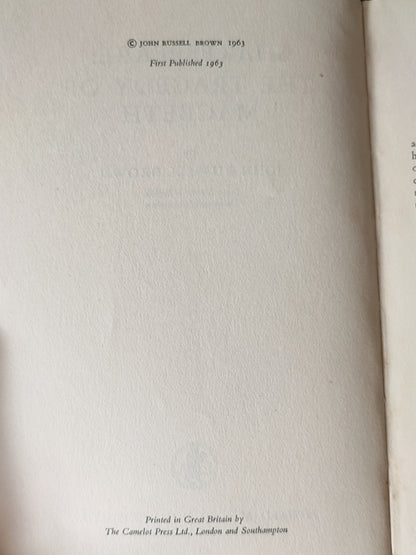 © JOHN RUSSELL BROWN 1963
First Published 1963
Printed in Great Britain by
The Camelot Press Ltd., London and Southampton